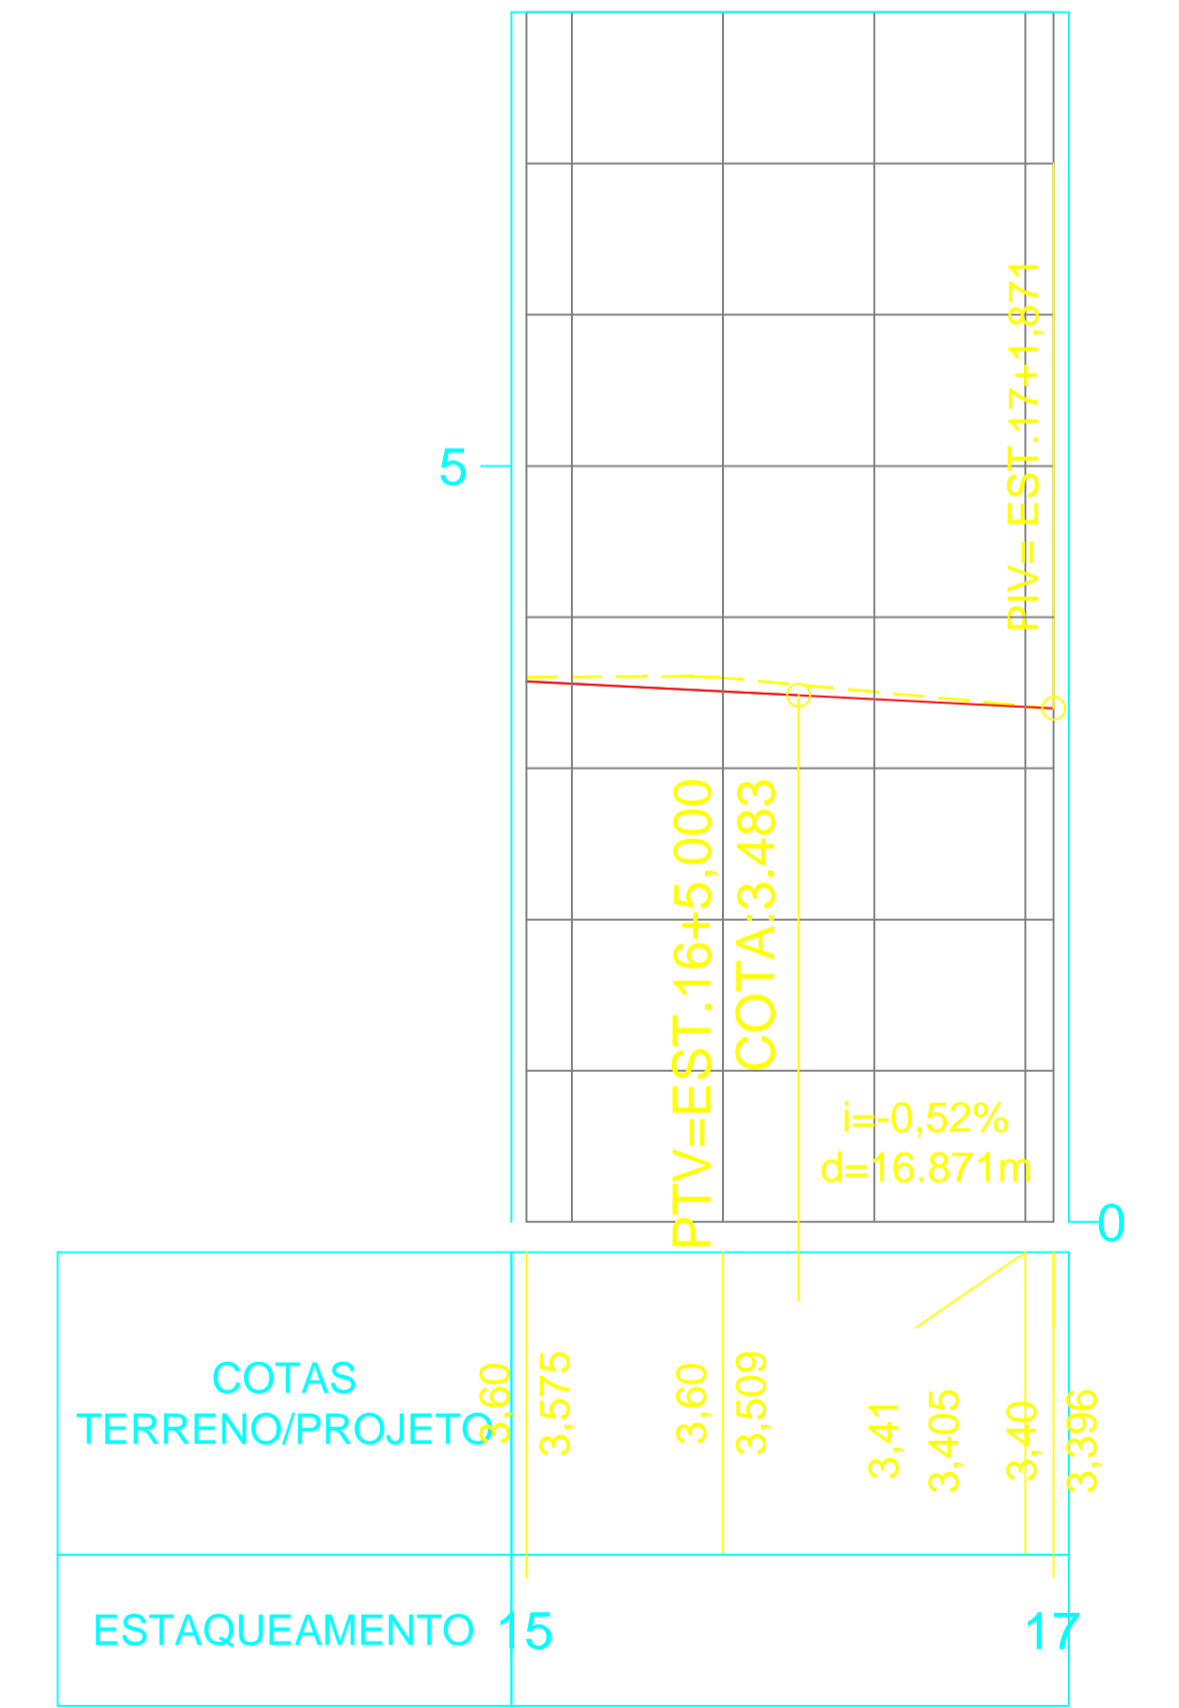 PIV= EST.17+1,871
5
PTV=EST.16+5,000
COTA:3.483
i=-0,52%
d=16.871m
0
COTAS
TERRENO/PROJETO
3,60
3,575
3,60
3,509
3,41
3,405
3,40
3,396
ESTAQUEAMENTO
15
17